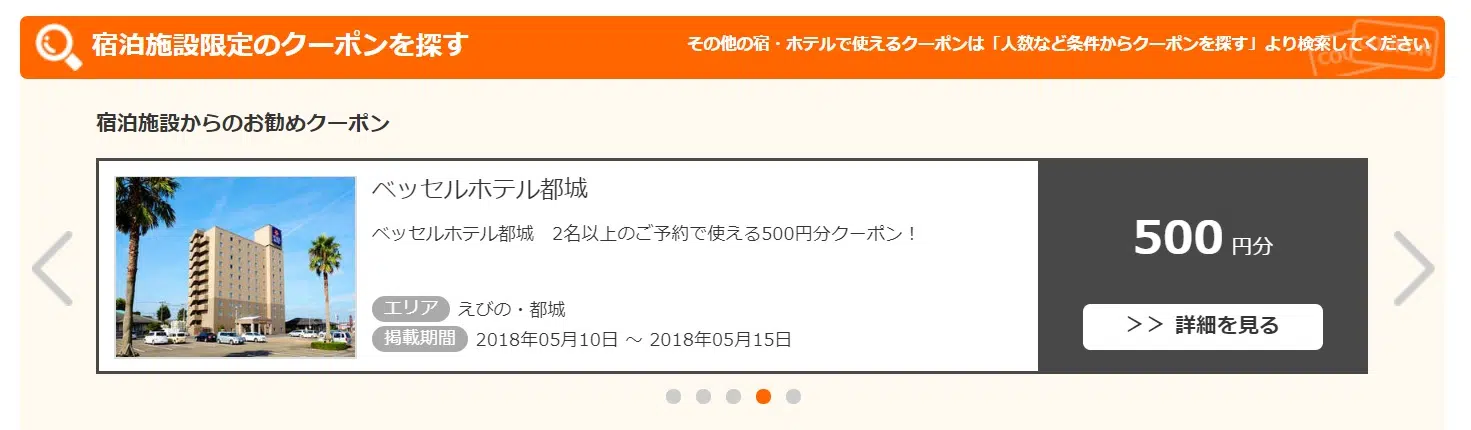 宿泊施設限定のクーポンを探す
その他の宿・ホテルで使えるクーポンは「人数など条件からクーポンを探す」より検索してください
宿泊施設からのお勧めクーポン
ベッセルホテル都城
ベッセルホテル都城　2名以上のご予約で使える500円分クーポン！
エリア えびの・都城
掲載期間 2018年05月10日 ～ 2018年05月15日
500 円分
＞＞ 詳細を見る